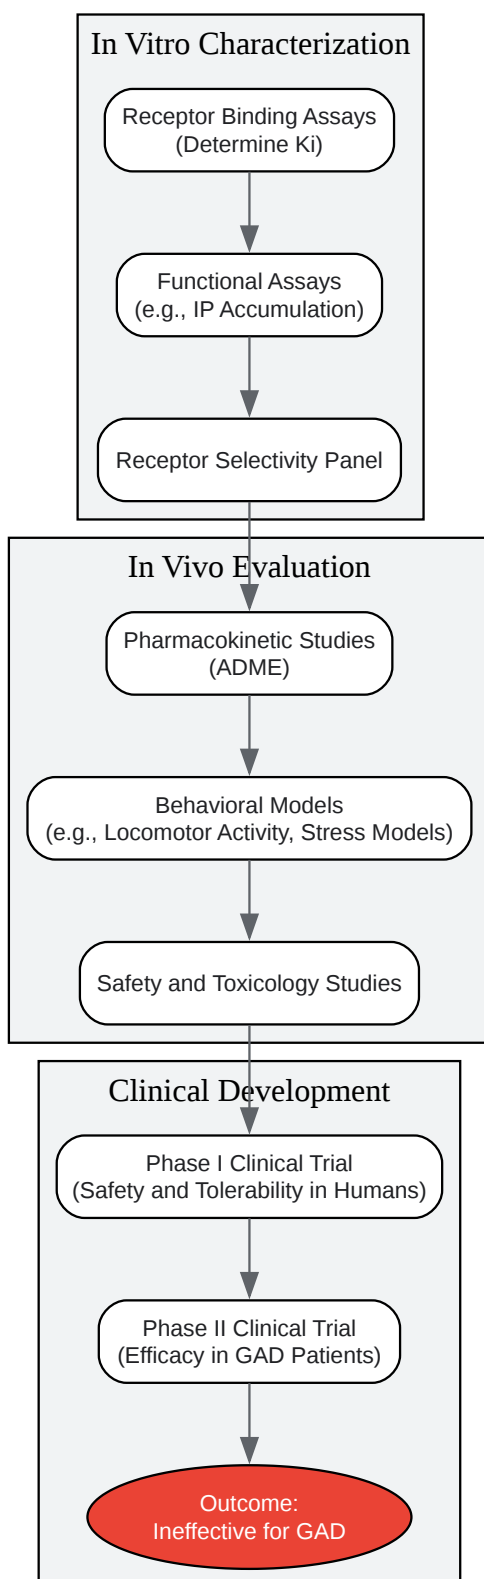 In Vitro Characterization
Receptor Binding Assays
(Determine Ki)
Functional Assays
(e.g., IP Accumulation)
Receptor Selectivity Panel
In Vivo Evaluation
Pharmacokinetic Studies
(ADME)
Behavioral Models
(e.g., Locomotor Activity, Stress Models)
Safety and Toxicology Studies
Clinical Development
Phase I Clinical Trial
(Safety and Tolerability in Humans)
Phase II Clinical Trial
(Efficacy in GAD Patients)
Outcome:
Ineffective for GAD